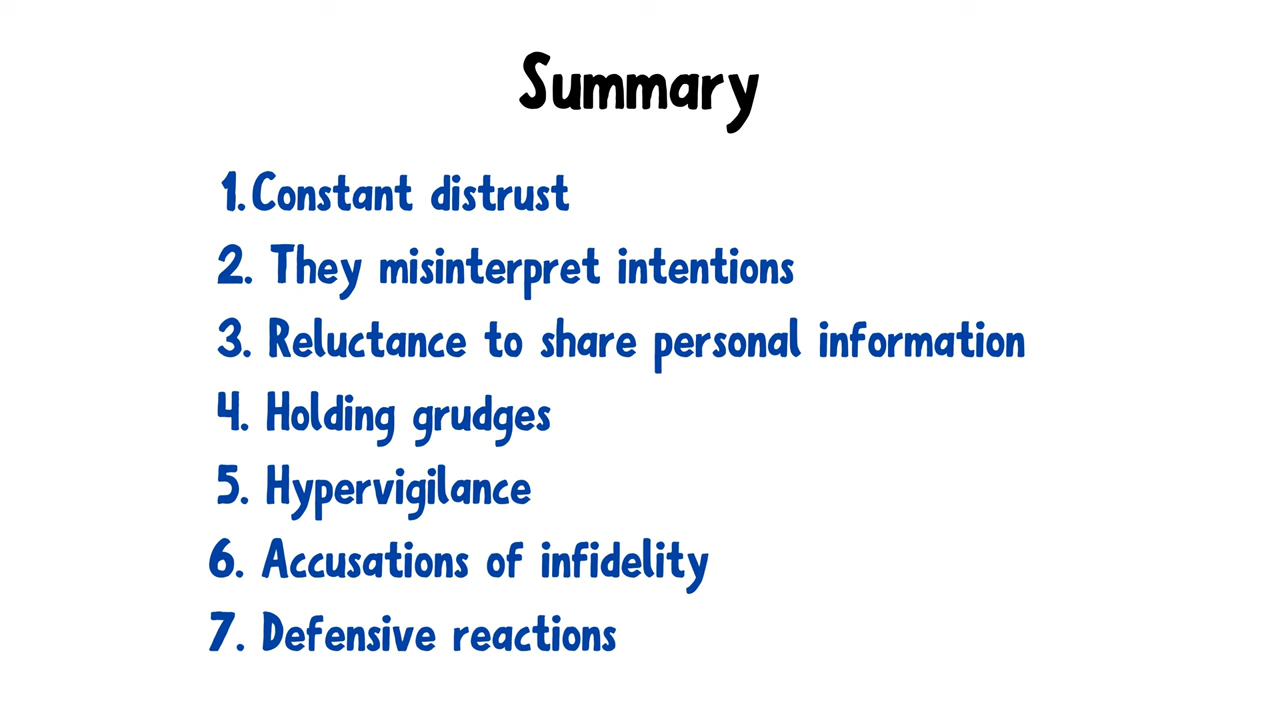 Summary
1. Constant distrust
2. They misinterpret intentions
3. Reluctance to share personal information
4. Holding grudges
5. Hypervigilance
6. Accusations of infidelity
7. Defensive reactions